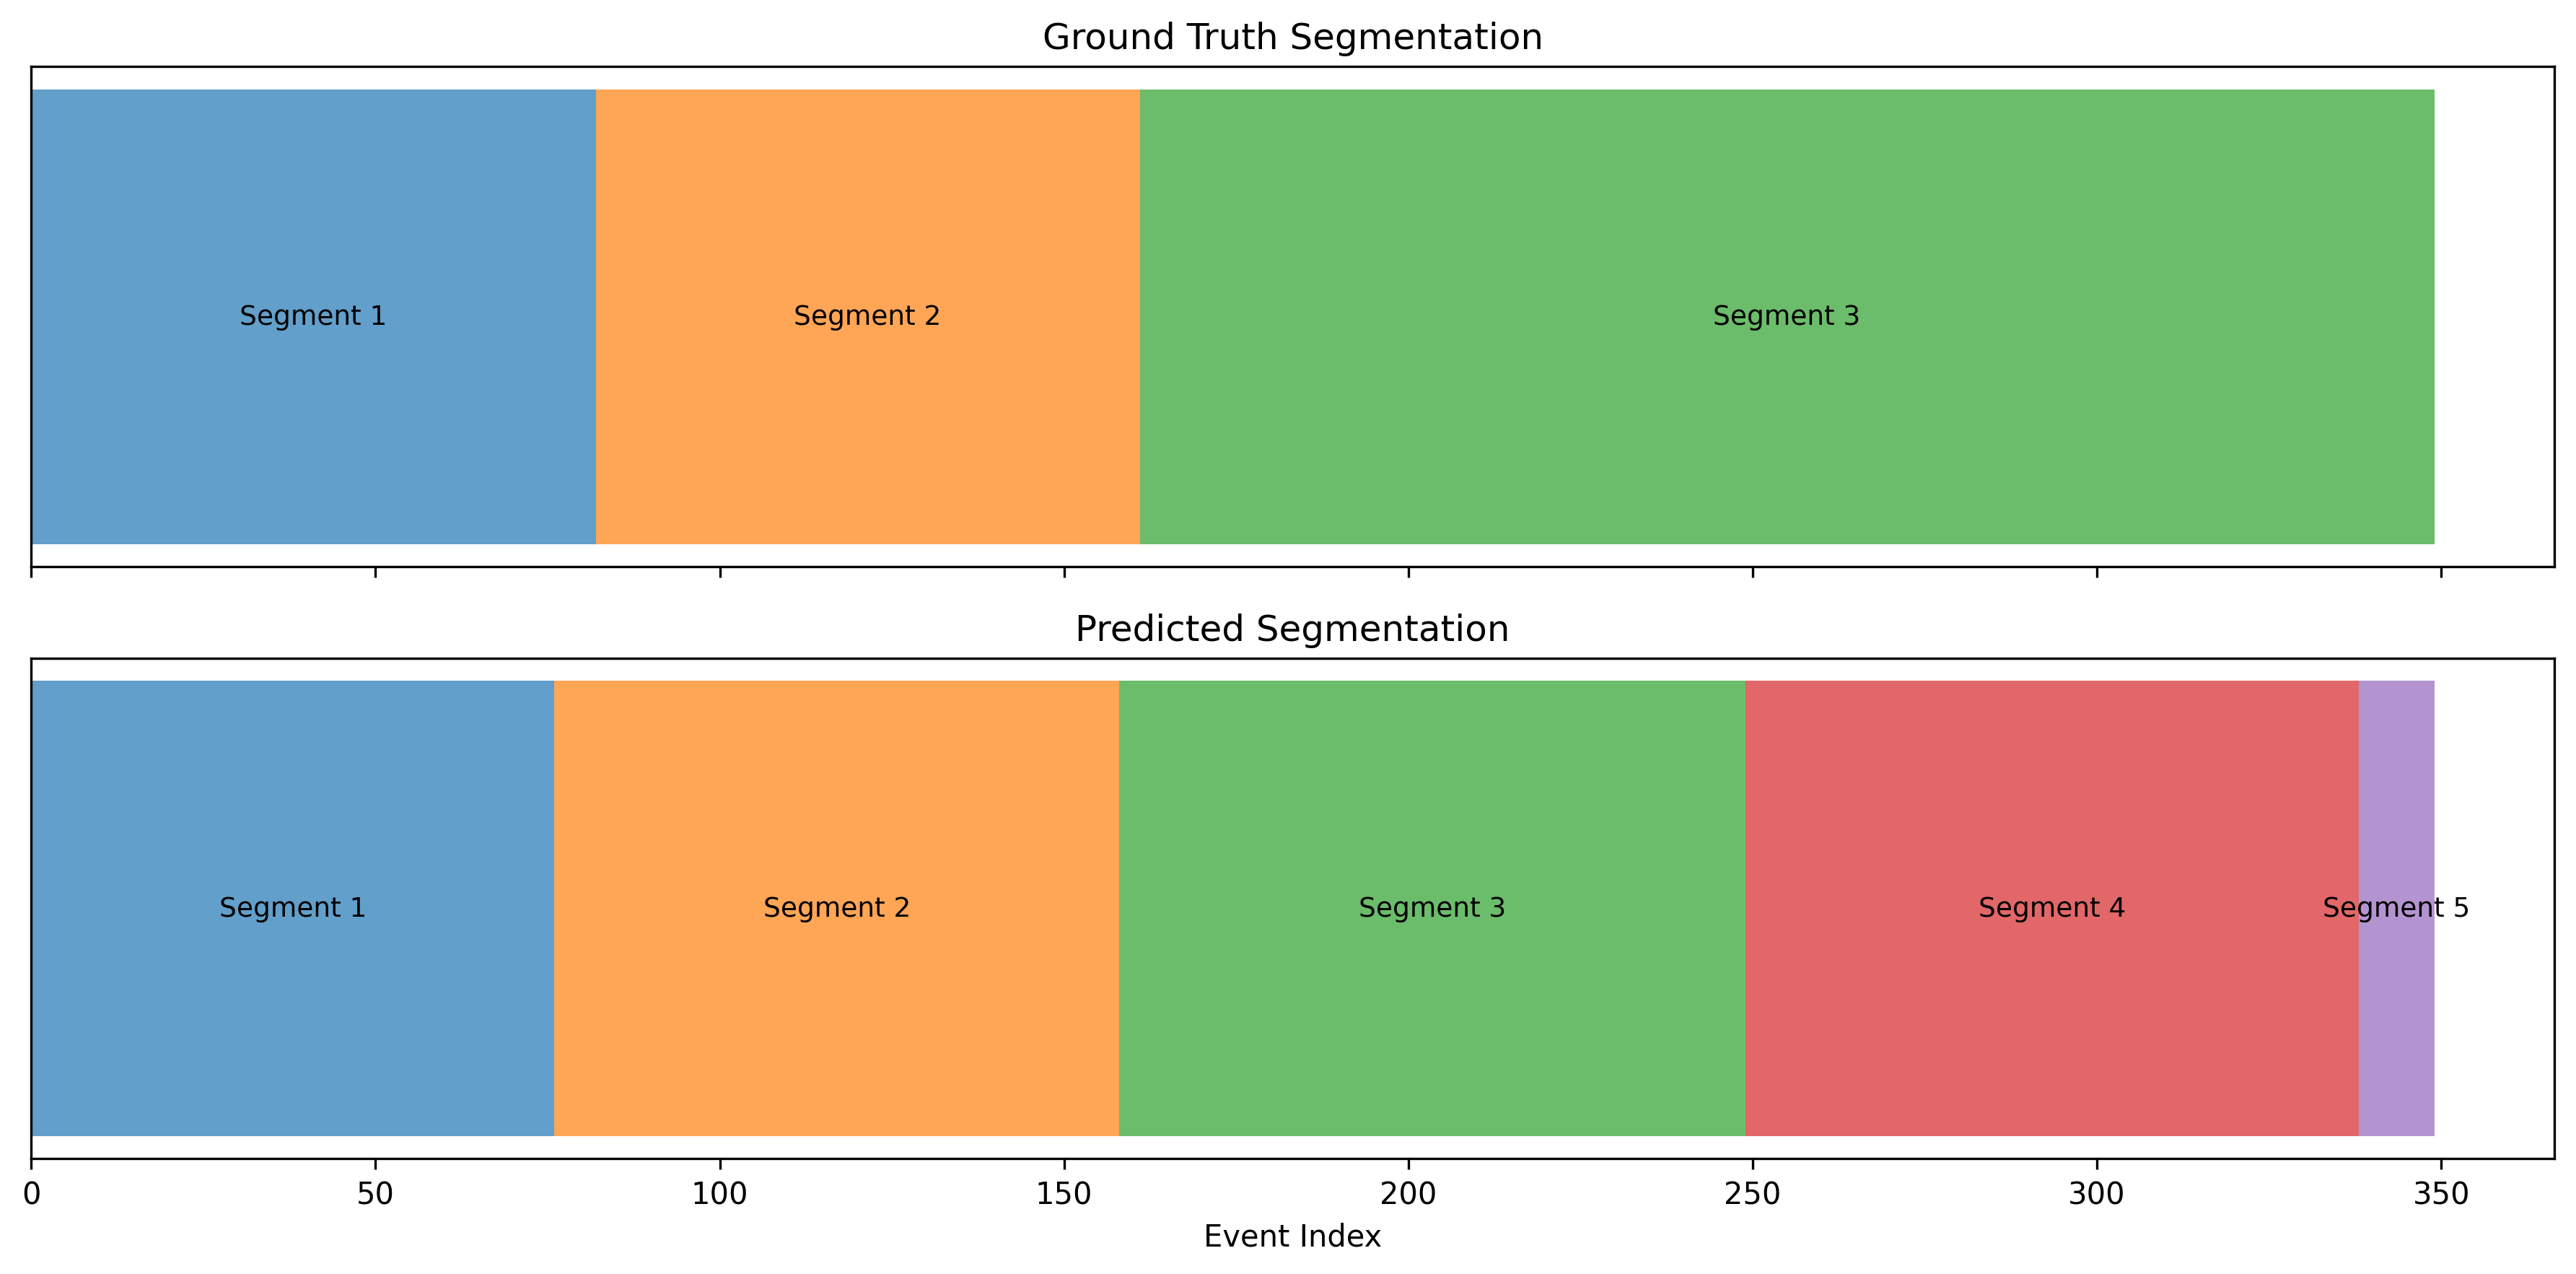 Ground Truth Segmentation
Segment 1 Segment 2 Segment 3
Predicted Segmentation
Segment 1 Segment 2 Segment 3 Segment 4 Segment 5
0 50 100 150 200 250 300 350
Event Index